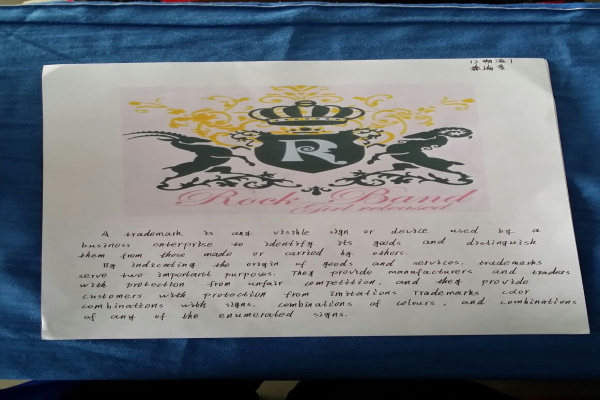 R
Rock Band
Girl released
A trademark is any visible sign or device used by a
business enterprise to identify its goods and distinguish
them from those made or carried by others.
By indicating the origin of goods and services, trademarks
serve two important purposes. They provide manufacturers and traders
with protection from unfair competition, and they provide
customers with protection from imitations Trademarks color
combinations with signs, combinations of colours, and combinations
of any of the enumerated signs.